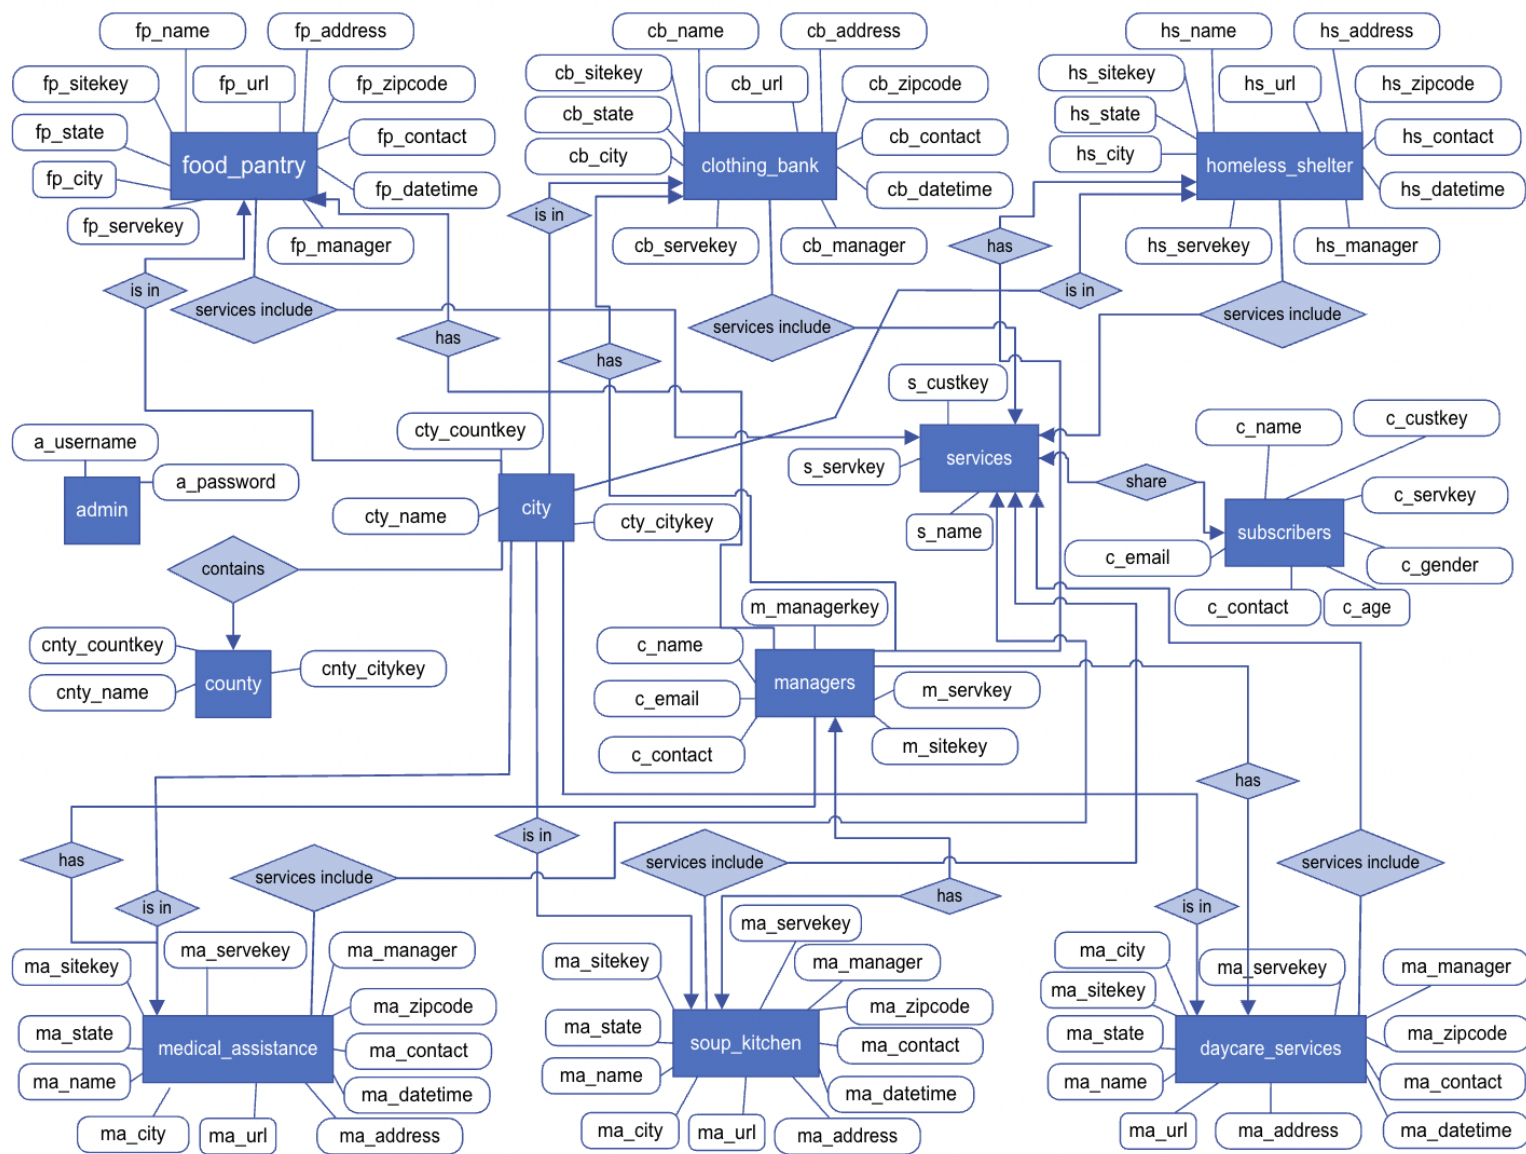 fp_name
fp_address
fp_sitekey
fp_url
fp_zipcode
fp_state
fp_contact
food_pantry
fp_city
fp_datetime
fp_servekey
fp_manager
cb_name
cb_address
cb_sitekey
cb_url
cb_zipcode
cb_state
cb_contact
cb_city
clothing_bank
cb_datetime
cb_servekey
cb_manager
hs_name
hs_address
hs_sitekey
hs_url
hs_zipcode
hs_state
hs_contact
hs_city
homeless_shelter
hs_datetime
hs_servekey
hs_manager
is in
has
is in
is in
services include
services include
services include
has
has
s_custkey
services
s_servkey
s_name
share
c_name
c_custkey
c_servkey
subscribers
c_email
c_gender
c_contact
c_age
a_username
a_password
admin
cty_countkey
city
cty_name
cty_citykey
contains
cnty_countkey
cnty_citykey
cnty_name
county
m_managerkey
c_name
managers
c_email
m_servkey
c_contact
m_sitekey
has
is in
has
services include
services include
services include
is in
has
is in
ma_servekey
ma_manager
ma_sitekey
ma_zipcode
ma_state
medical_assistance
ma_contact
ma_name
ma_datetime
ma_city
ma_url
ma_address
ma_servekey
ma_sitekey
ma_manager
ma_zipcode
ma_state
soup_kitchen
ma_contact
ma_name
ma_datetime
ma_city
ma_url
ma_address
ma_city
ma_servekey
ma_manager
ma_sitekey
ma_state
ma_zipcode
daycare_services
ma_name
ma_contact
ma_url
ma_address
ma_datetime